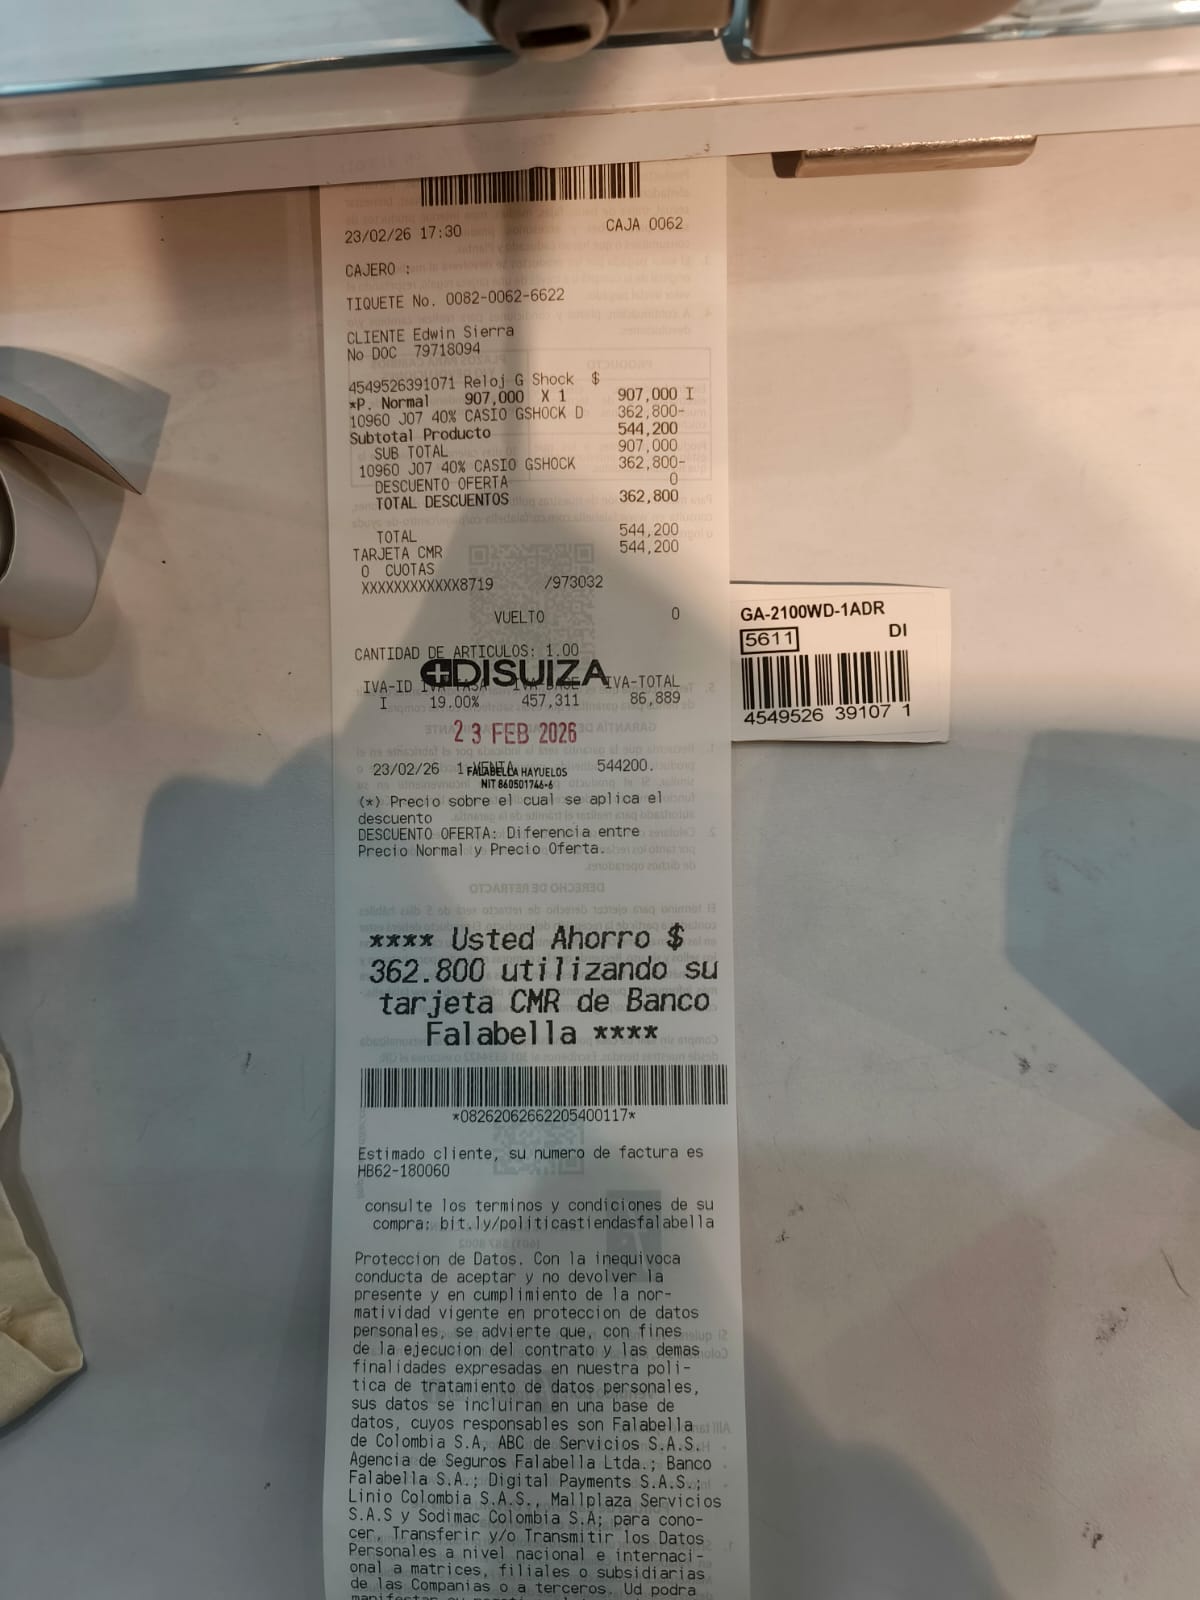 23/02/26 17:30 CAJA 0062
CAJERO :
TIQUETE No. 0082-0062-6622
CLIENTE Edwin Sierra
No DOC 79718094
4549526391071 Reloj G Shock $
*P. Normal 907,000 X 1 907,000 I
10960 J07 40% CASIO GSHOCK D 362,800-
Subtotal Producto 544,200
SUB TOTAL 907,000
10960 J07 40% CASIO GSHOCK 362,800-
DESCUENTO OFERTA 0
TOTAL DESCUENTOS 362,800
TOTAL 544,200
TARJETA CMR 544,200
0 CUOTAS
XXXXXXXXXXXX8719 /973032
VUELTO 0
CANTIDAD DE ARTICULOS: 1.00
DISUIZA
IVA-ID IVA-TASA IVA-BASE IVA-TOTAL
I 19.00% 457,311 86,889
23 FEB 2026
23/02/26 1 VENTA 544200.
FALABELLA HAYUELOS
NIT 860501746-6
(*) Precio sobre el cual se aplica el
descuento
DESCUENTO OFERTA: Diferencia entre
Precio Normal y Precio Oferta.
**** Usted Ahorro $
362.800 utilizando su
tarjeta CMR de Banco
Falabella ****
*08262062662205400117*
Estimado cliente, su numero de factura es
HB62-180060
consulte los terminos y condiciones de su
compra: bit.ly/politicastiendasfalabella
Proteccion de Datos. Con la inequivoca
conducta de aceptar y no devolver la
presente y en cumplimiento de la nor-
matividad vigente en proteccion de datos
personales, se advierte que, con fines
de la ejecucion del contrato y las demas
finalidades expresadas en nuestra poli-
tica de tratamiento de datos personales,
sus datos se incluiran en una base de
datos, cuyos responsables son Falabella
de Colombia S.A, ABC de Servicios S.A.S.
Agencia de Seguros Falabella Ltda.; Banco
Falabella S.A.; Digital Payments S.A.S.;
Linio Colombia S.A.S., Mallplaza Servicios
S.A.S y Sodimac Colombia S.A; para cono-
cer, Transferir y/o Transmitir los Datos
Personales a nivel nacional e internaci-
onal a matrices, filiales o subsidiarias
de las Companias o a terceros. Ud podra
GA-2100WD-1ADR
5611 DI
4549526 39107 1